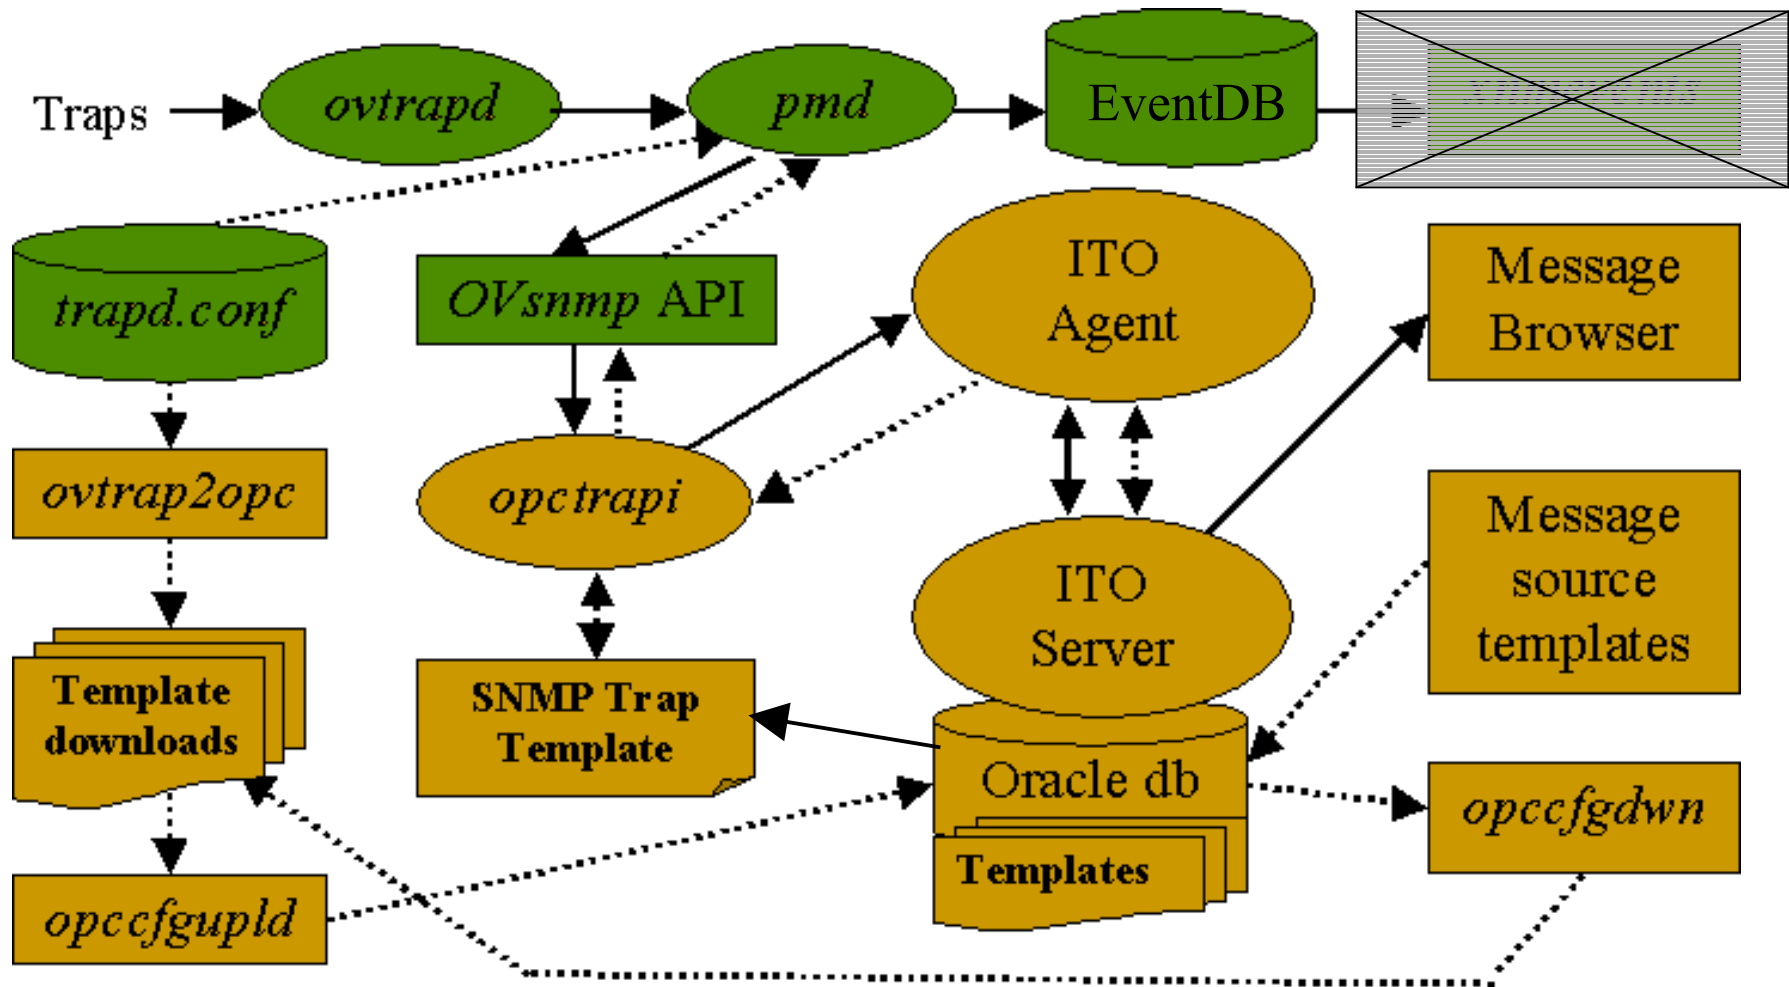 Traps
ovtrapd
pmd
EventDB
trapd.conf
OVsnmp API
ITO
Agent
Message
Browser
ovtrap2opc
opctrapi
ITO
Server
Message
source
templates
Template
downloads
SNMP Trap
Template
Oracle db
Templates
opccfgdwn
opccfgupld